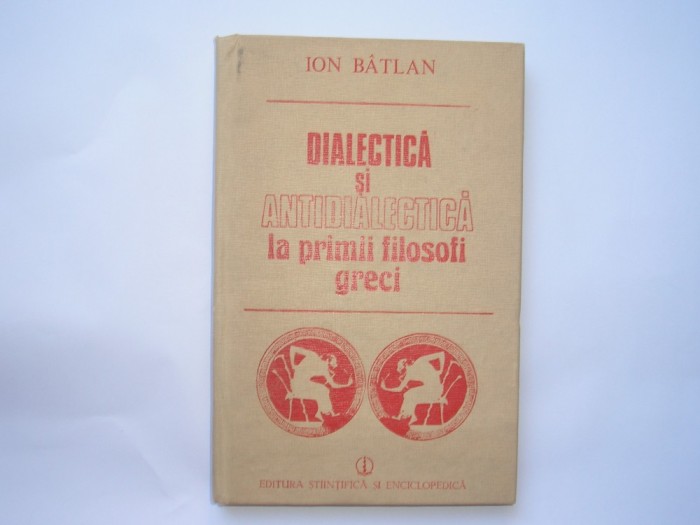 ION BÂTLAN
DIALECTICĂ
și
ANTIDIALECTICĂ
la primii filosofi
greci
EDITURA ȘTIINȚIFICĂ ȘI ENCICLOPEDICĂ